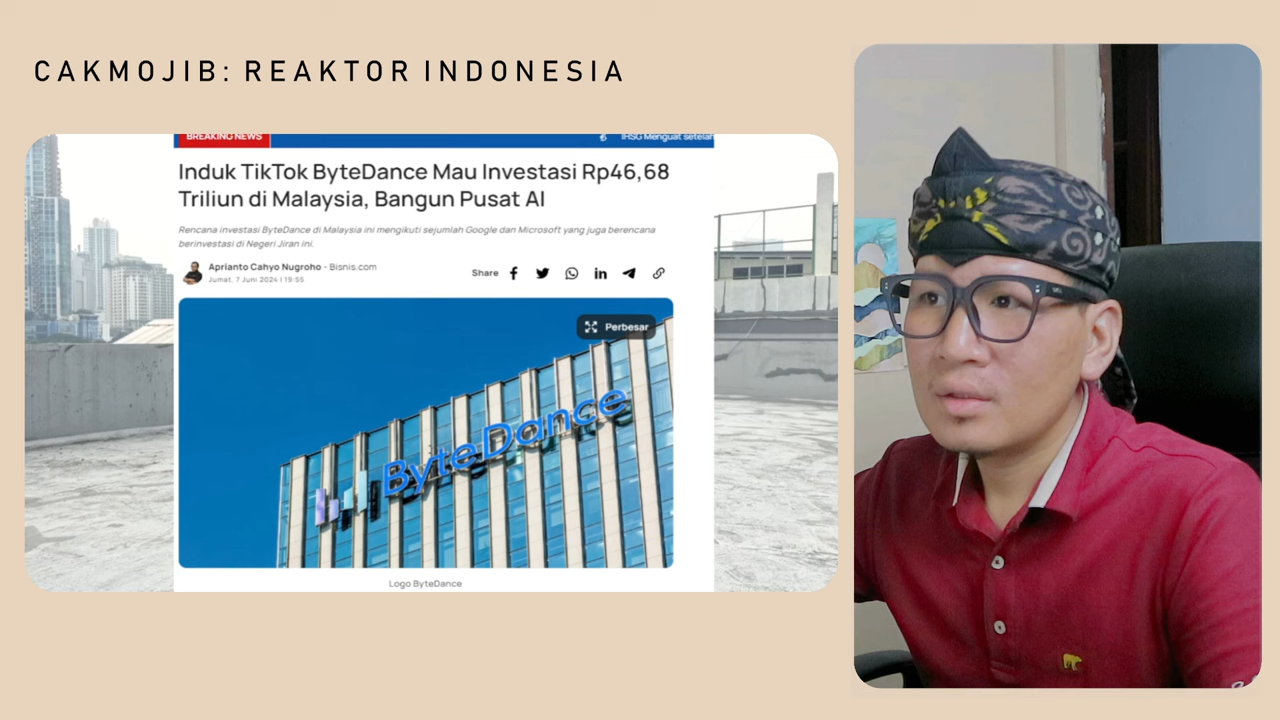 CAKMOJIB: REAKTOR INDONESIA
BREAKING NEWS
IHSG Menguat setelah
Induk TikTok ByteDance Mau Investasi Rp46,68
Triliun di Malaysia, Bangun Pusat AI
Rencana investasi ByteDance di Malaysia ini mengikuti sejumlah Google dan Microsoft yang juga berencana
berinvestasi di Negeri Jiran ini.
Aprianto Cahyo Nugroho - Bisnis.com
Jumat, 7 Juni 2024 | 19:55
Share
Perbesar
ByteDance
Logo ByteDance